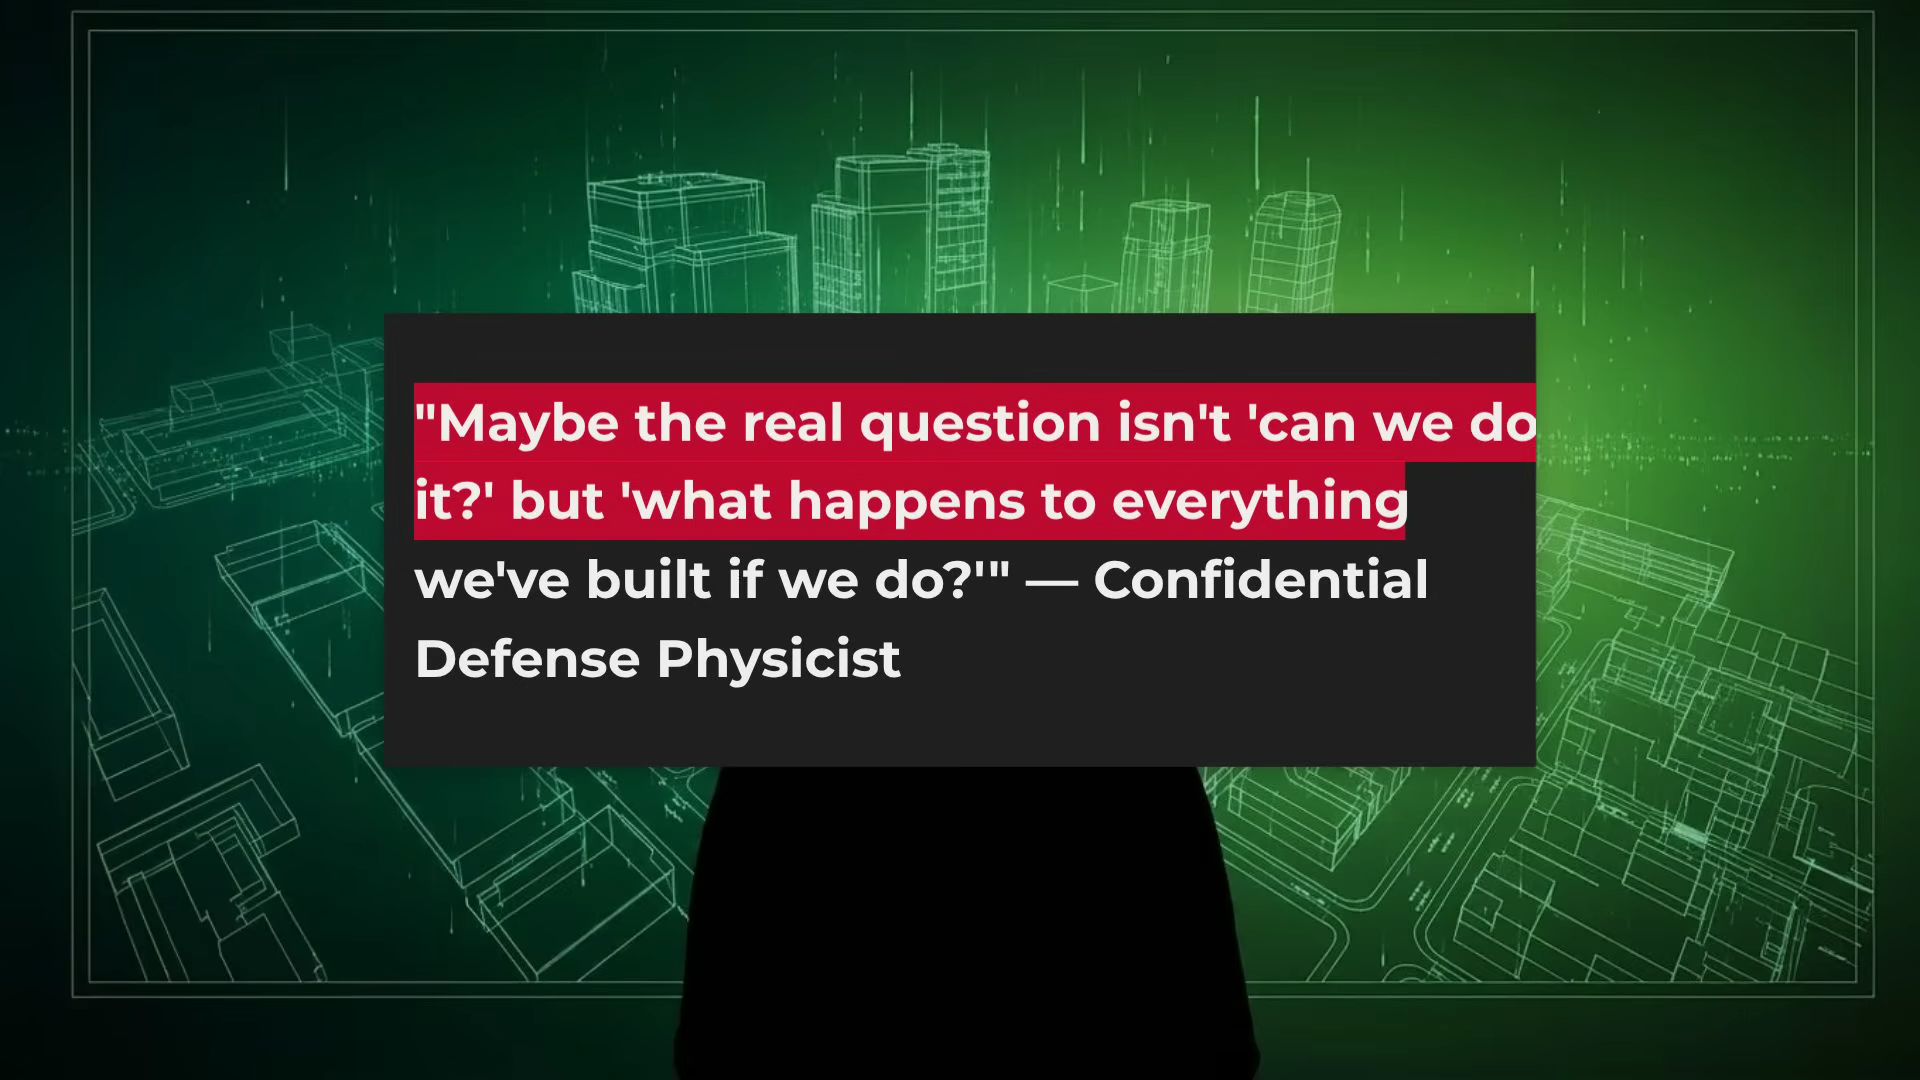 "Maybe the real question isn't 'can we do
it?' but 'what happens to everything
we've built if we do?'" — Confidential
Defense Physicist